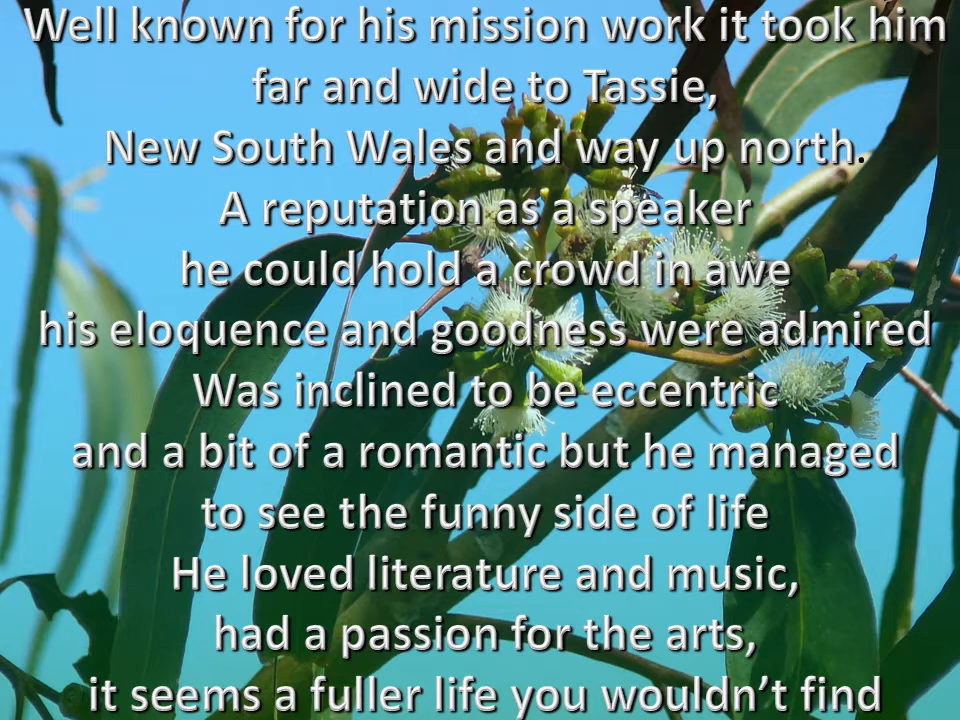 Well known for his mission work it took him
far and wide to Tassie,
New South Wales and way up north.
A reputation as a speaker
he could hold a crowd in awe
his eloquence and goodness were admired
Was inclined to be eccentric
and a bit of a romantic but he managed
to see the funny side of life
He loved literature and music,
had a passion for the arts,
it seems a fuller life you wouldn’t find